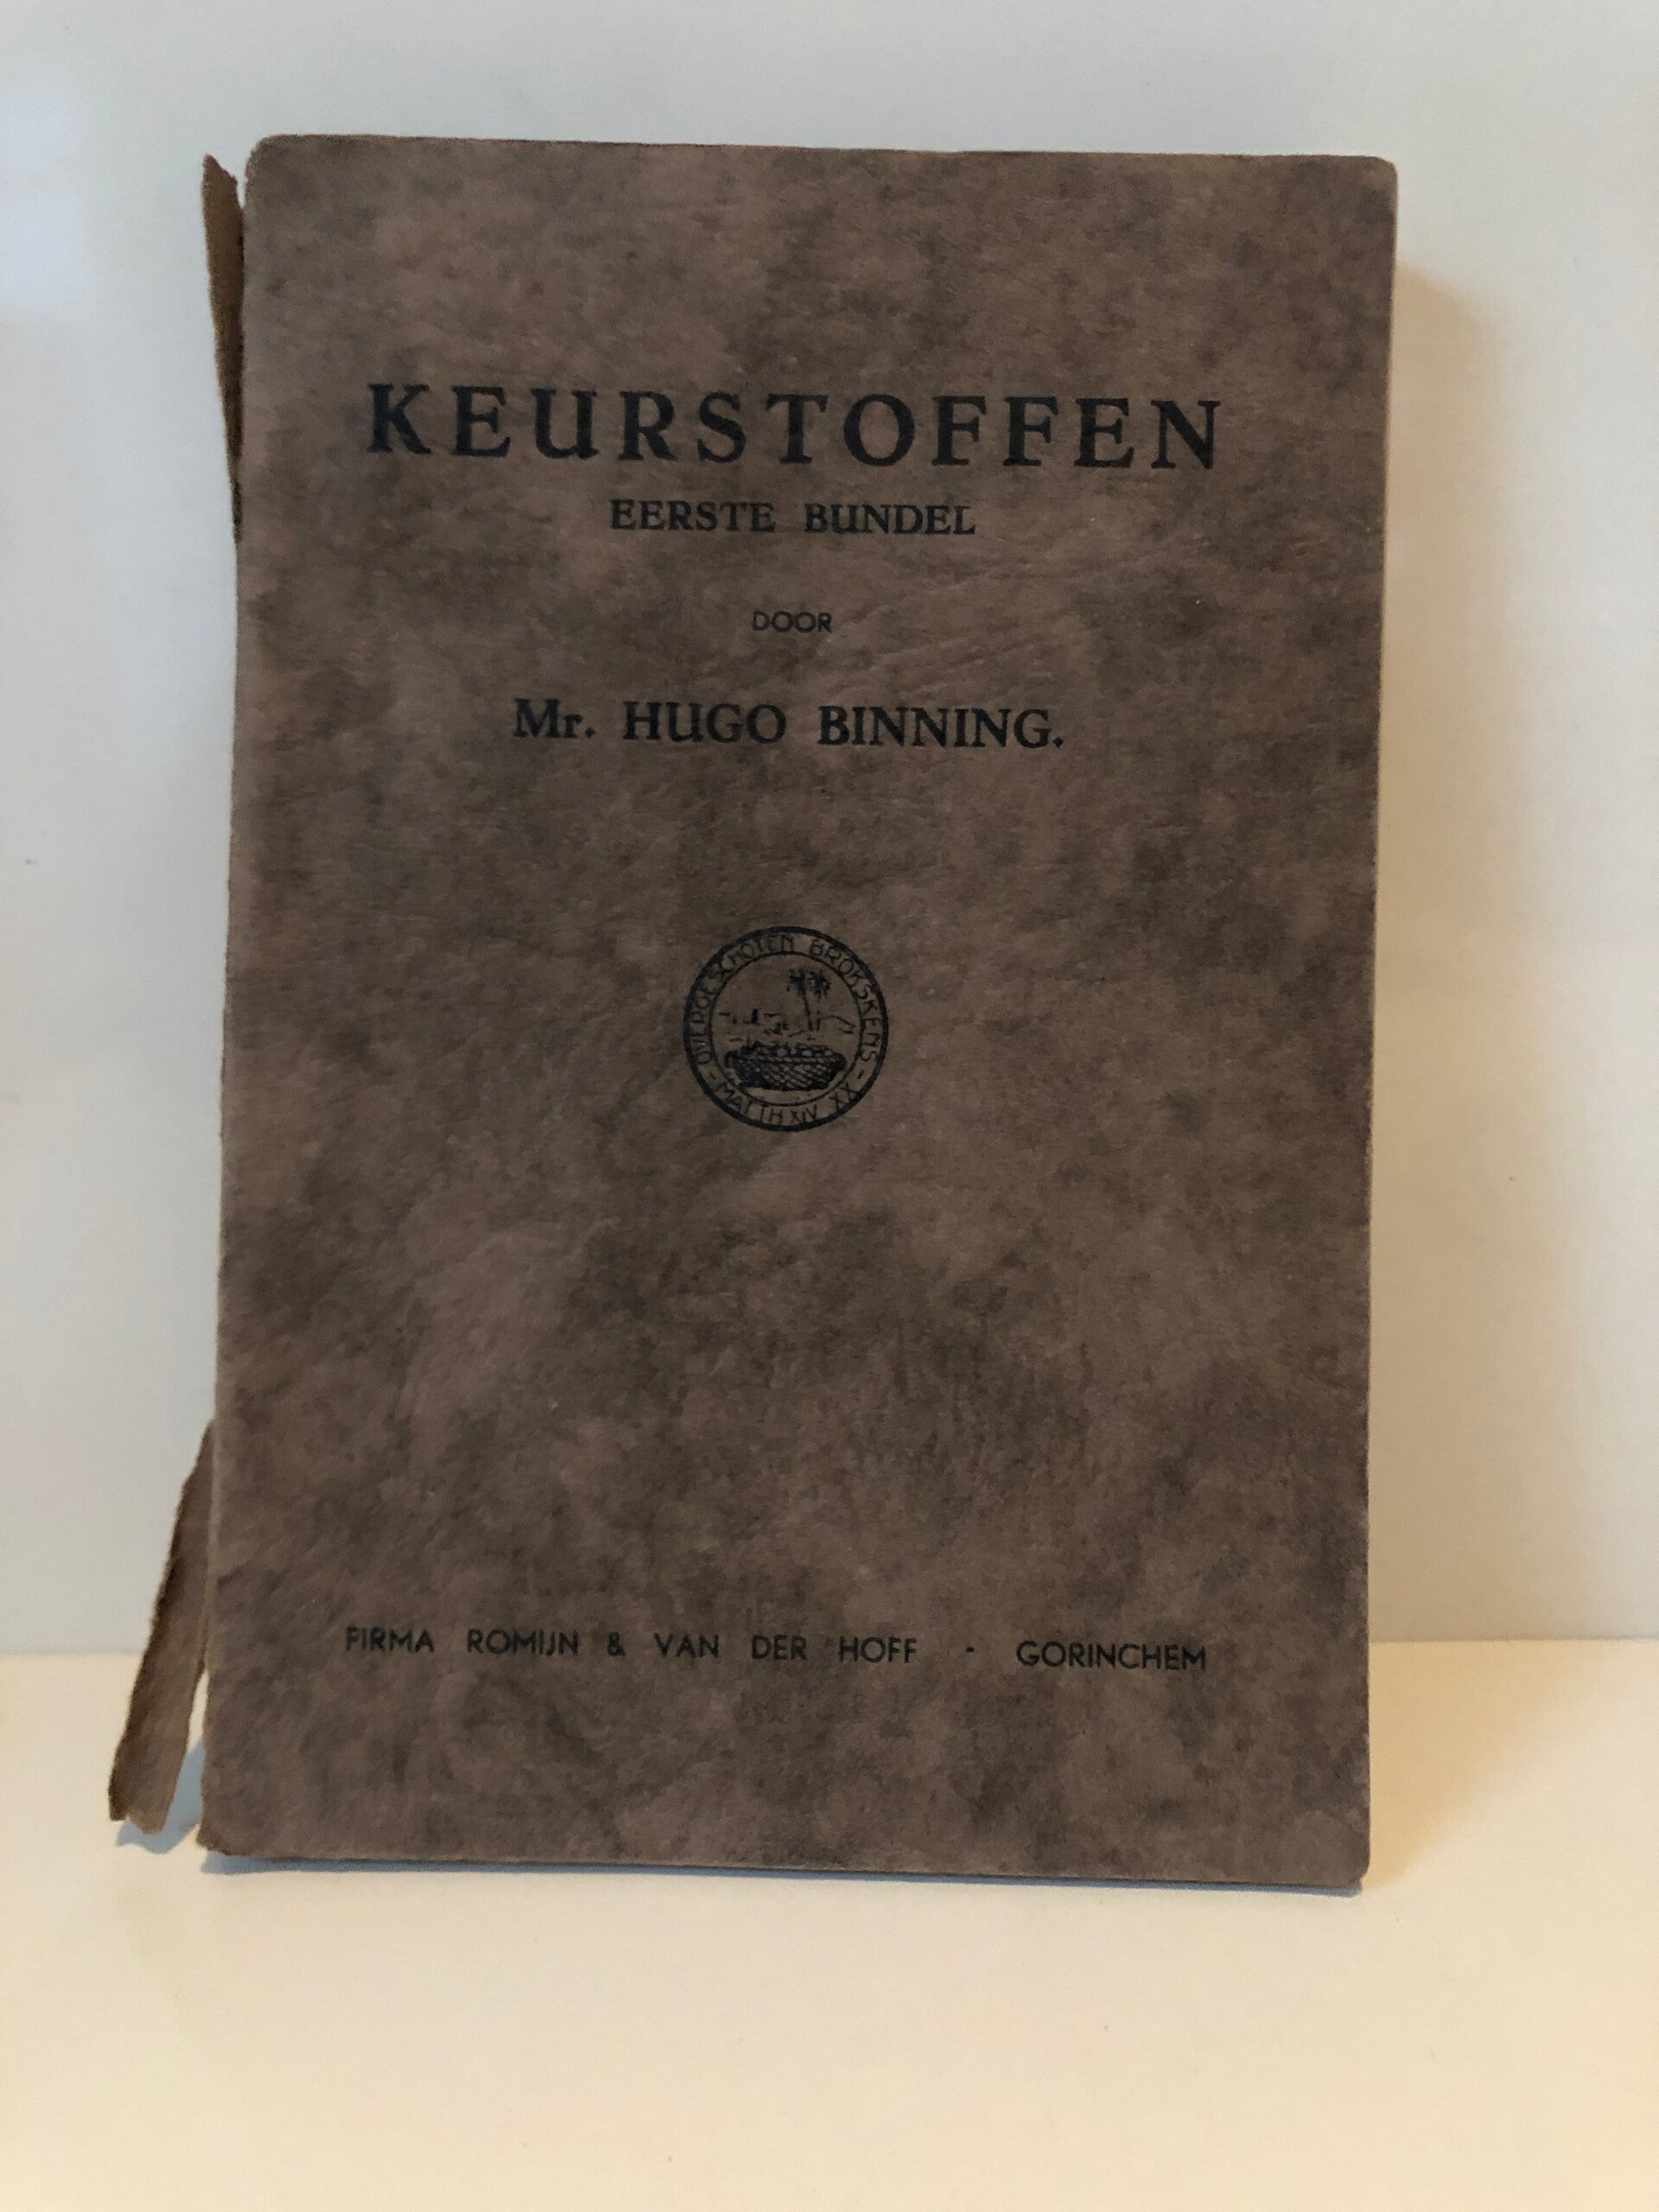 KEURSTOFFEN
EERSTE BUNDEL
DOOR
Mr. HUGO BINNING.
OVERGESCHOTEN BROKSKENS
- MATTH XIV XX -
FIRMA ROMIJN & VAN DER HOFF - GORINCHEM